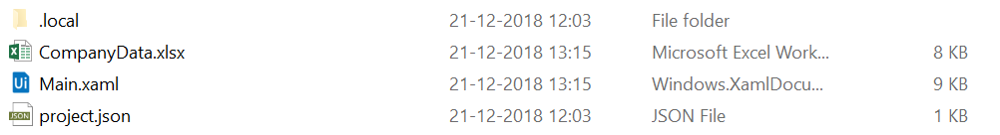 .local 21-12-2018 12:03 File folder
CompanyData.xlsx 21-12-2018 13:15 Microsoft Excel Work... 8 KB
Ui Main.xaml 21-12-2018 13:15 Windows.XamlDocu... 9 KB
JSON project.json 21-12-2018 12:03 JSON File 1 KB